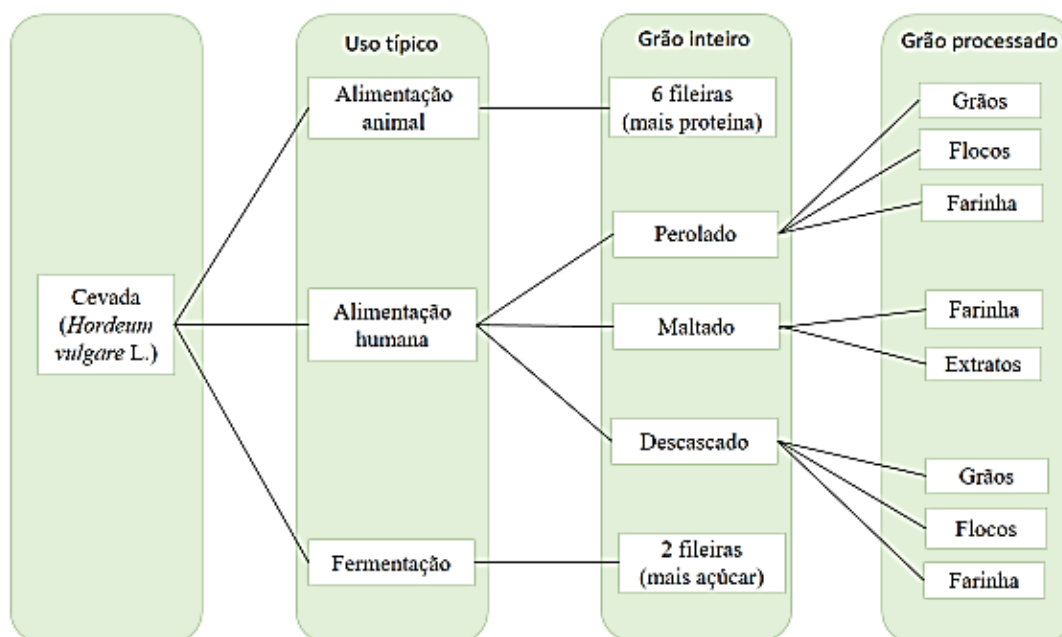 Cevada
(Hordeum
vulgare L.)
Uso típico
Alimentação
animal
Alimentação
humana
Fermentação
Grão inteiro
6 fileiras
(mais proteína)
Perolado
Maltado
Descascado
2 fileiras
(mais açúcar)
Grão processado
Grãos
Flocos
Farinha
Farinha
Extratos
Grãos
Flocos
Farinha